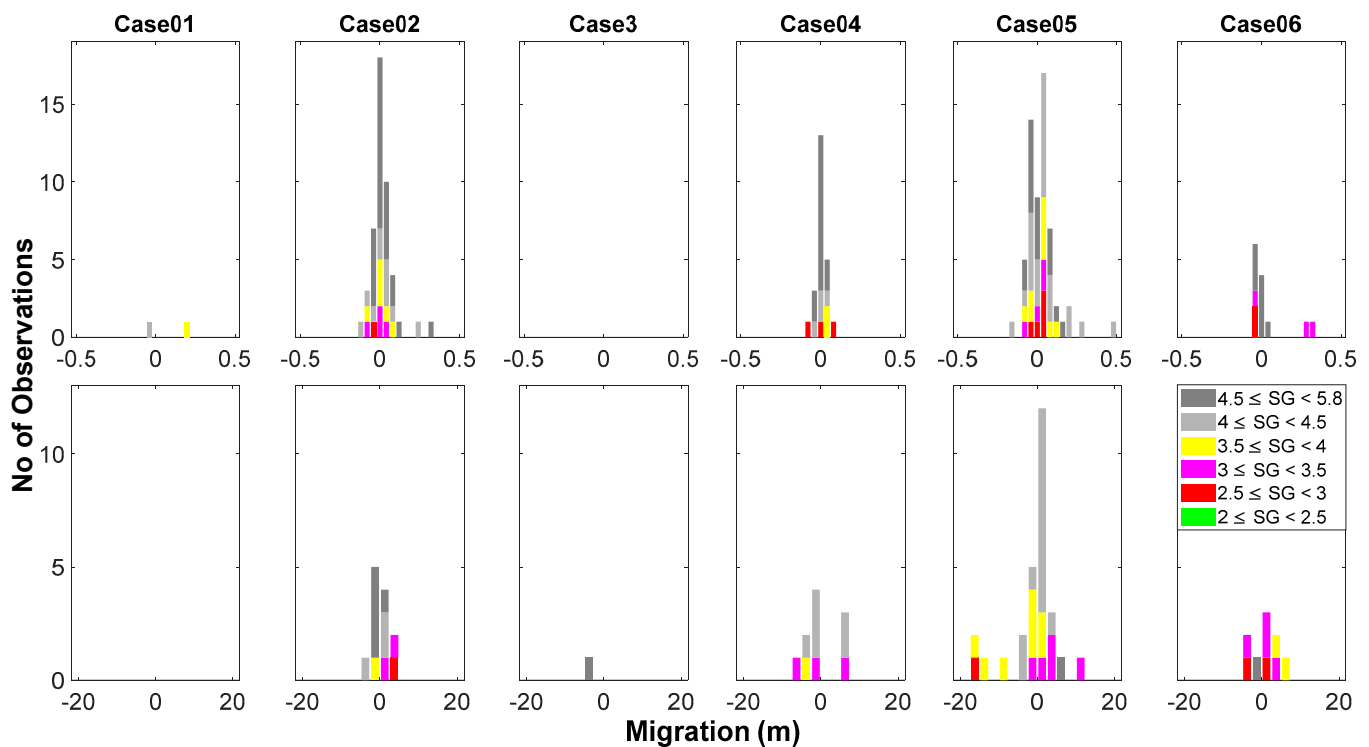 Case01 Case02 Case3 Case04 Case05 Case06
15
10
5
0
-0.5 0 0.5 -0.5 0 0.5 -0.5 0 0.5 -0.5 0 0.5 -0.5 0 0.5 -0.5 0 0.5
No of Observations
10
5
0
4.5 ≤ SG < 5.8
4 ≤ SG < 4.5
3.5 ≤ SG < 4
3 ≤ SG < 3.5
2.5 ≤ SG < 3
2 ≤ SG < 2.5
-20 0 20 -20 0 20 -20 0 20 -20 0 20 -20 0 20 -20 0 20
Migration (m)